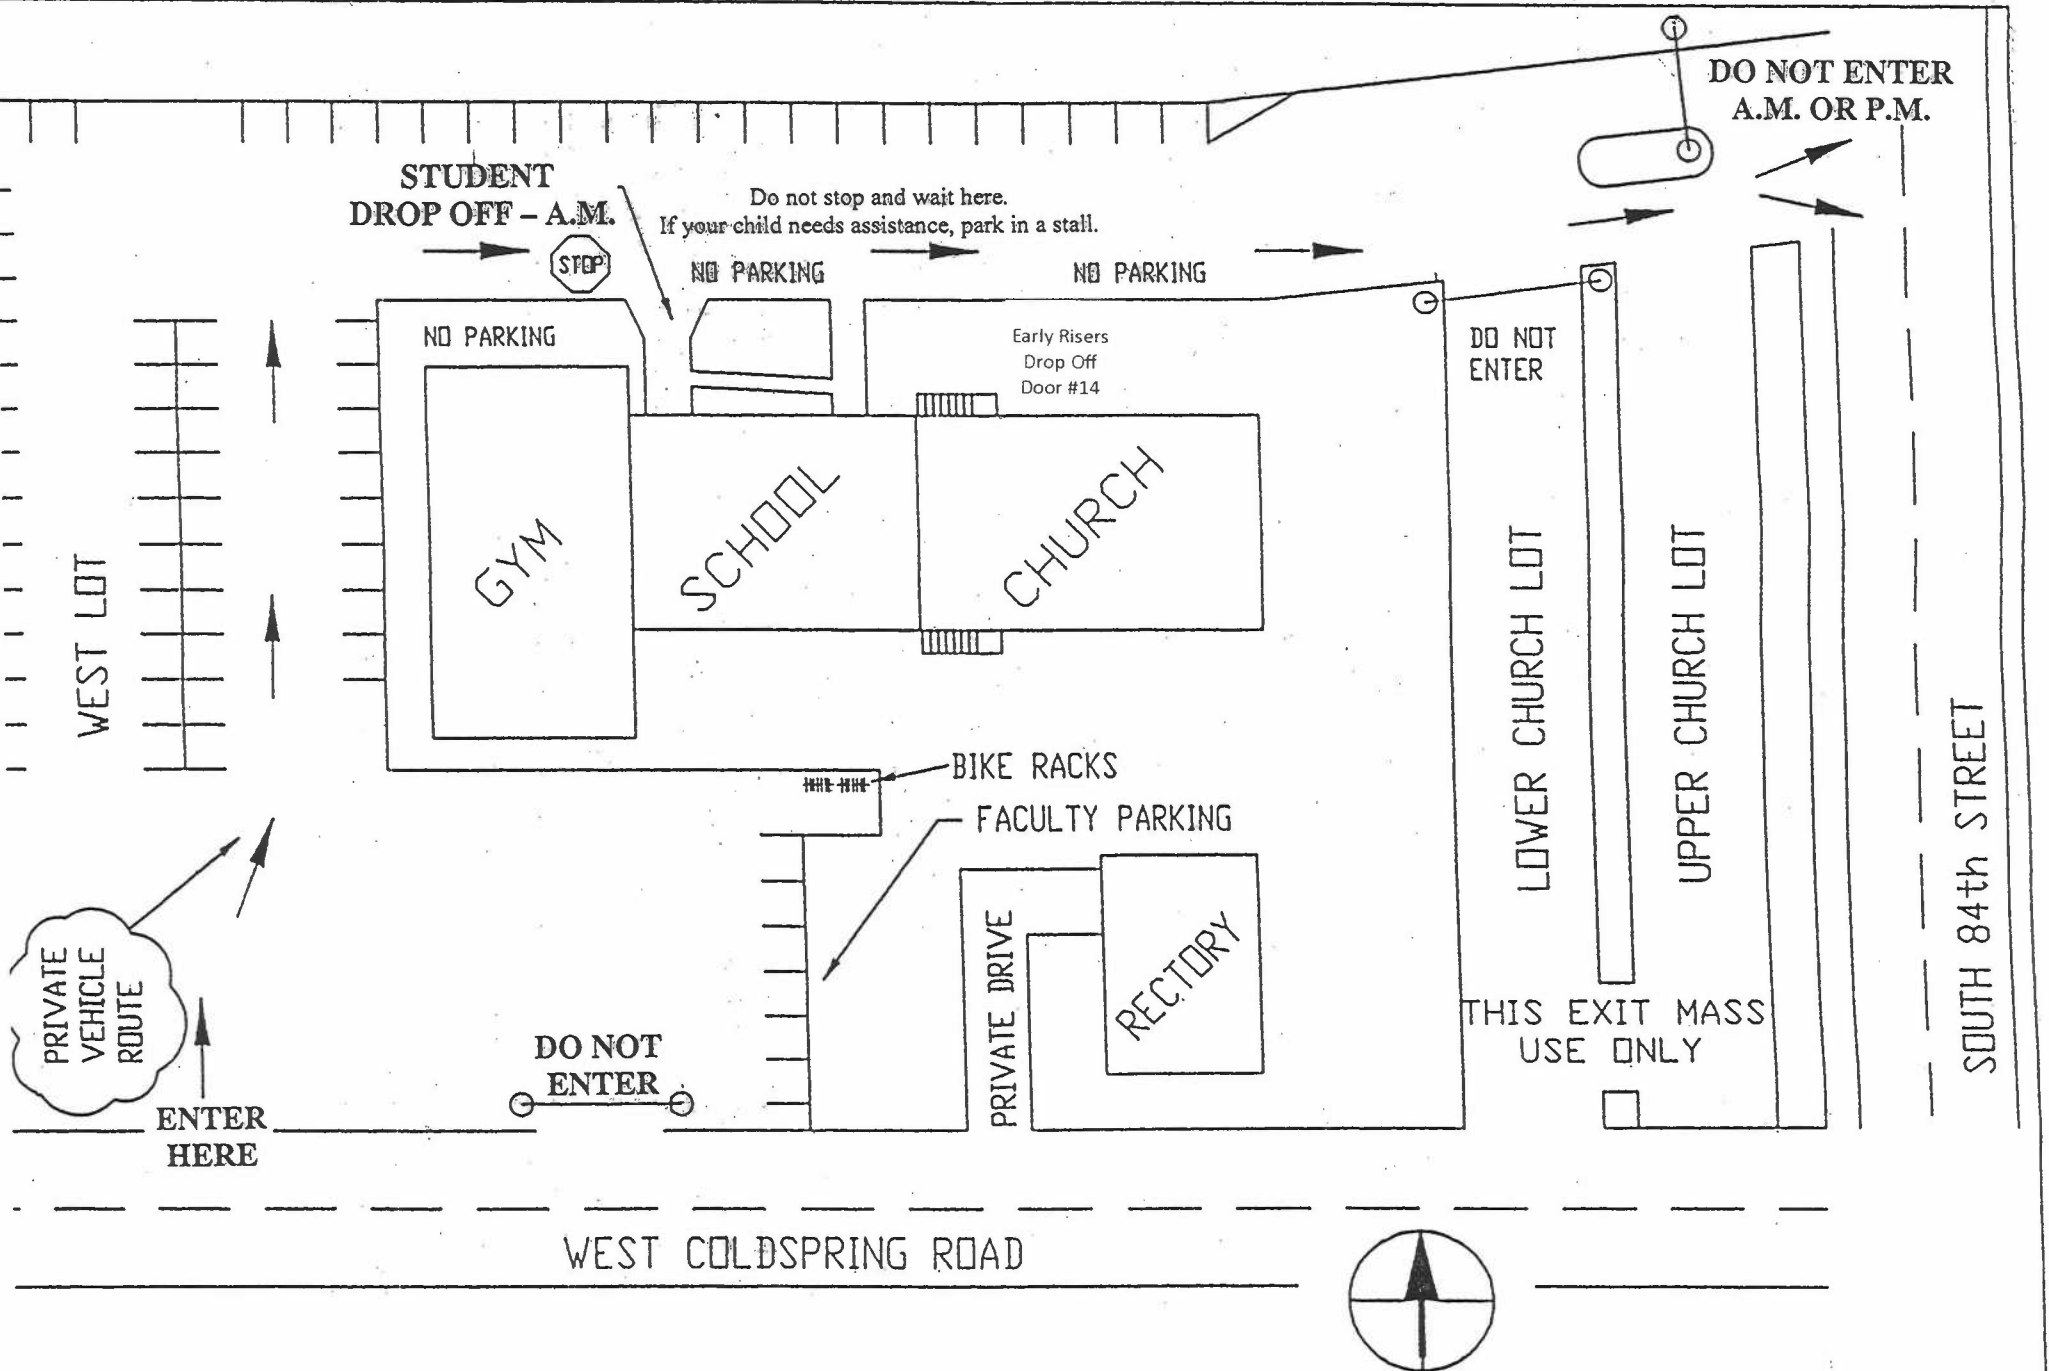 DO NOT ENTER
A.M. OR P.M.
STUDENT
DROP OFF – A.M.
Do not stop and wait here.
If your child needs assistance, park in a stall.
STOP
NO PARKING
NO PARKING
NO PARKING
Early Risers
Drop Off
Door #14
DO NOT
ENTER
GYM
SCHOOL
CHURCH
WEST LOT
LOWER CHURCH LOT
UPPER CHURCH LOT
SOUTH 84th STREET
BIKE RACKS
FACULTY PARKING
PRIVATE
VEHICLE
ROUTE
PRIVATE DRIVE
RECTORY
THIS EXIT MASS
USE ONLY
DO NOT
ENTER
ENTER
HERE
WEST COLDSPRING ROAD